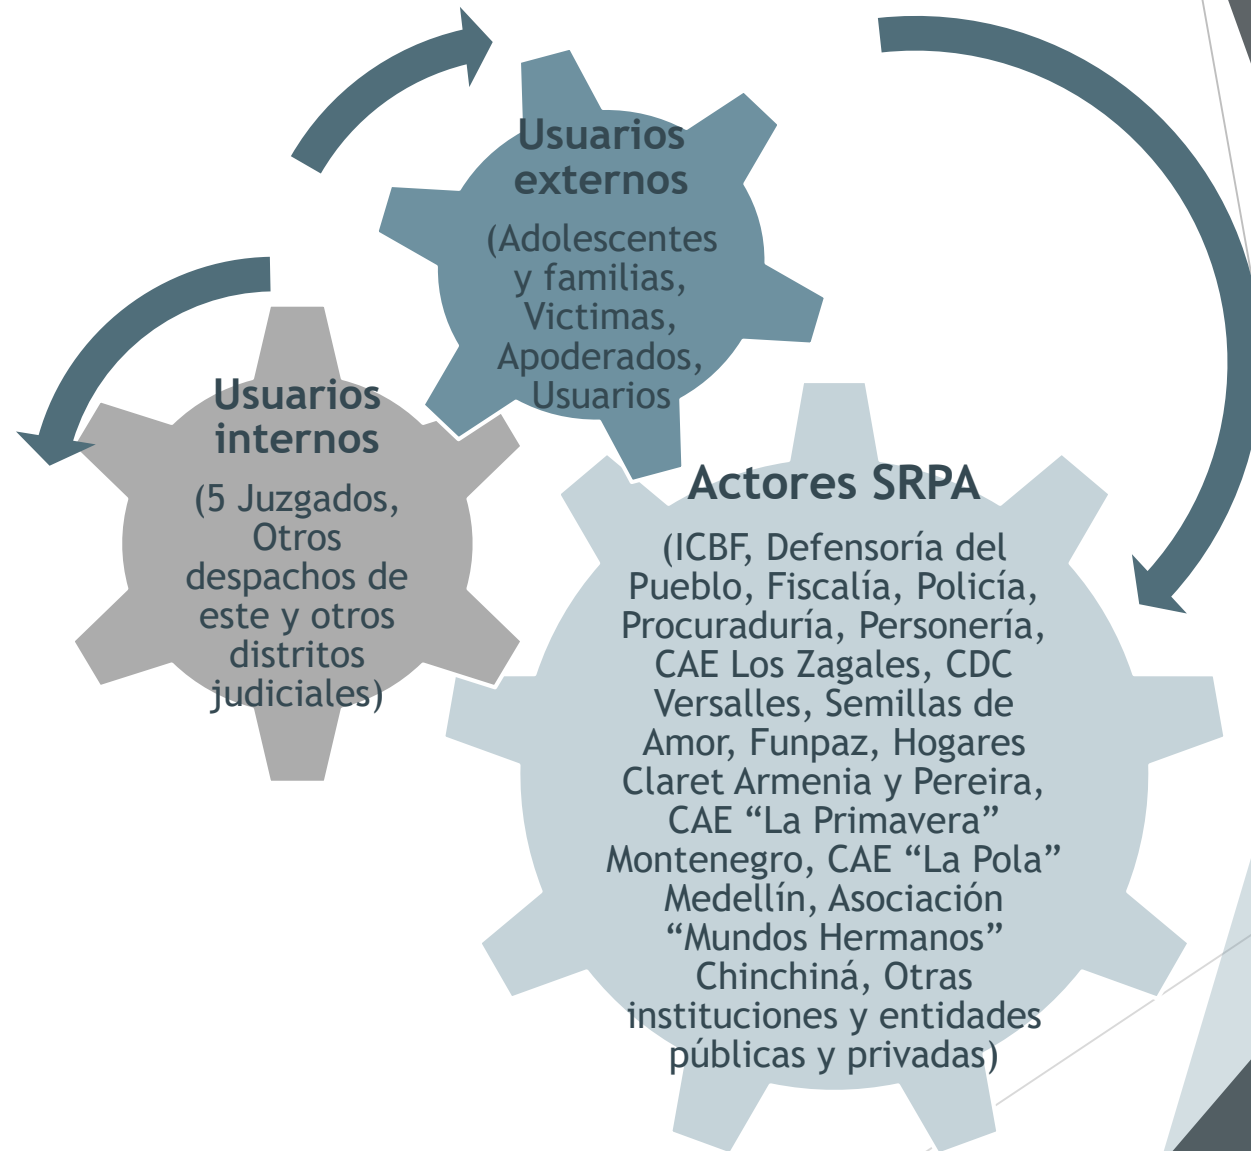 Usuarios
externos
(Adolescentes
y familias,
Victimas,
Apoderados,
Usuarios
Usuarios
internos
(5 Juzgados,
Otros
despachos de
este y otros
distritos
judiciales)
Actores SRPA
(ICBF, Defensoría del
Pueblo, Fiscalía, Policía,
Procuraduría, Personería,
CAE Los Zagales, CDC
Versalles, Semillas de
Amor, Funpaz, Hogares
Claret Armenia y Pereira,
CAE “La Primavera”
Montenegro, CAE “La Pola”
Medellín, Asociación
“Mundos Hermanos”
Chinchiná, Otras
instituciones y entidades
públicas y privadas)